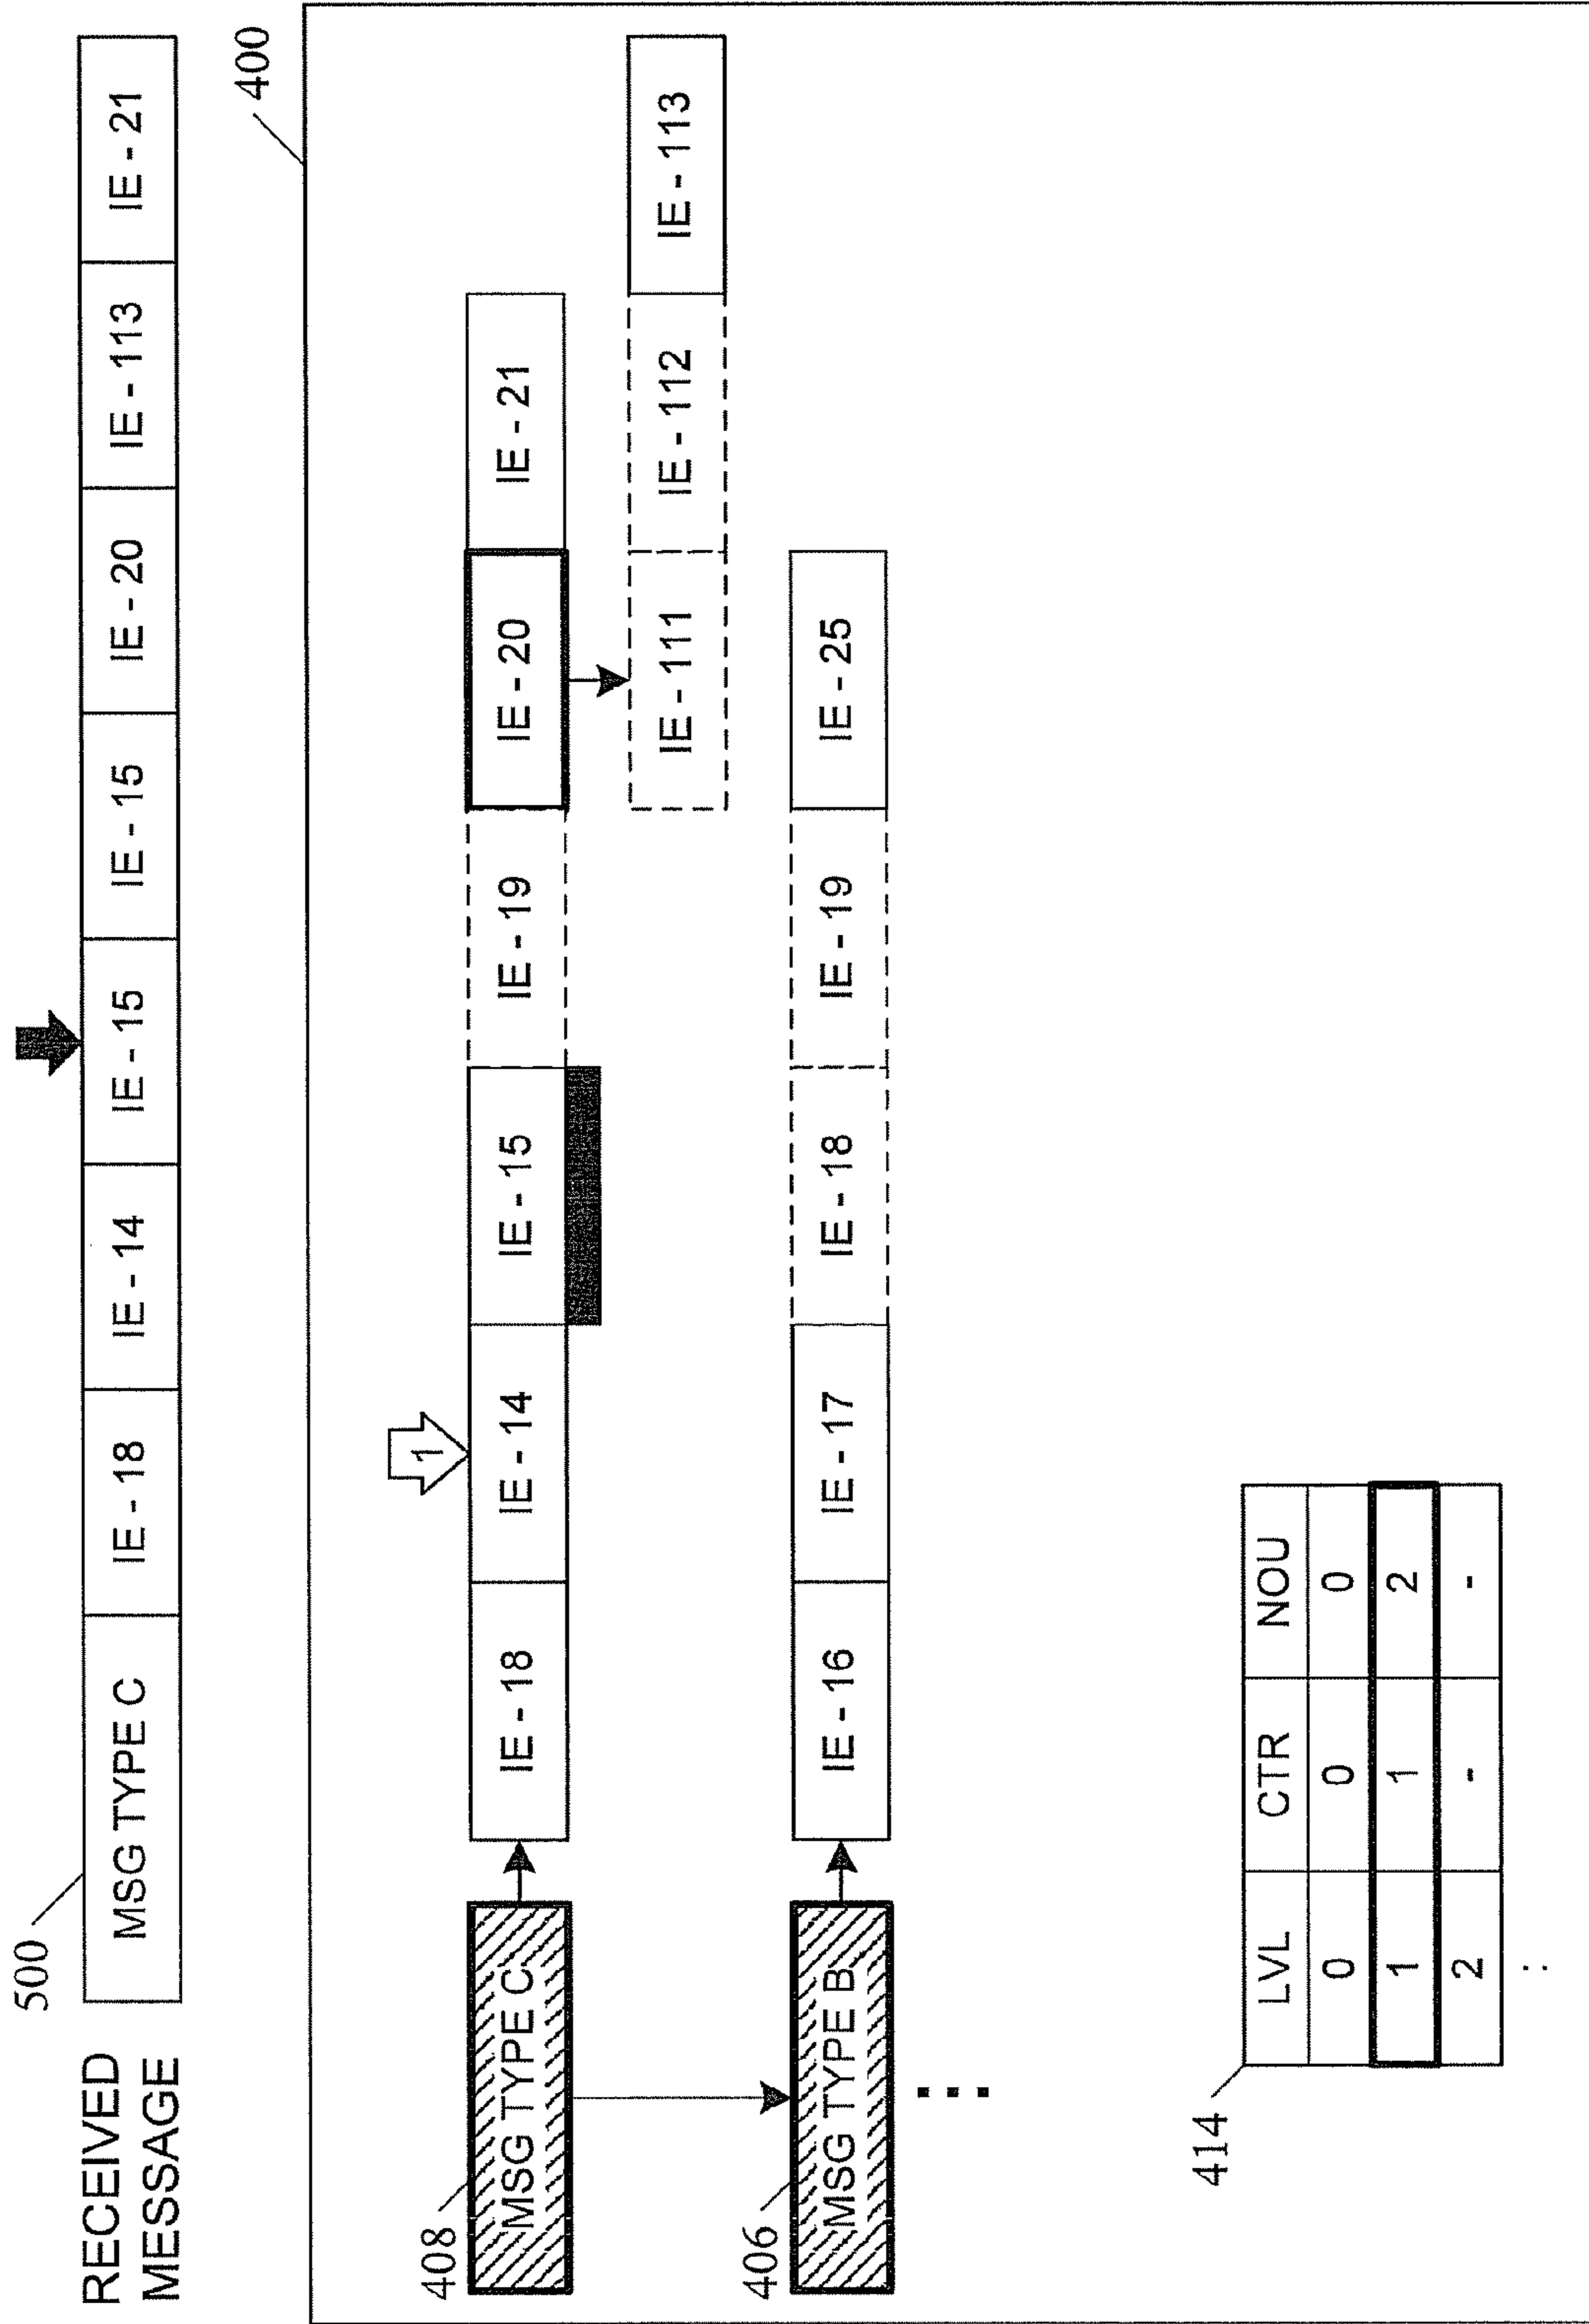 RECEIVED
MESSAGE
500
MSG TYPE C
IE - 18
IE - 14
IE - 15
IE - 15
IE - 20
IE - 113
IE - 21
400
1
408
MSG TYPE C
IE - 18
IE - 14
IE - 15
IE - 19
IE - 20
IE - 21
IE - 111
IE - 112
IE - 113
406
MSG TYPE B
IE - 16
IE - 17
IE - 18
IE - 19
IE - 25
414
LVL CTR NOU
0 0 0
1 1 2
2 - -